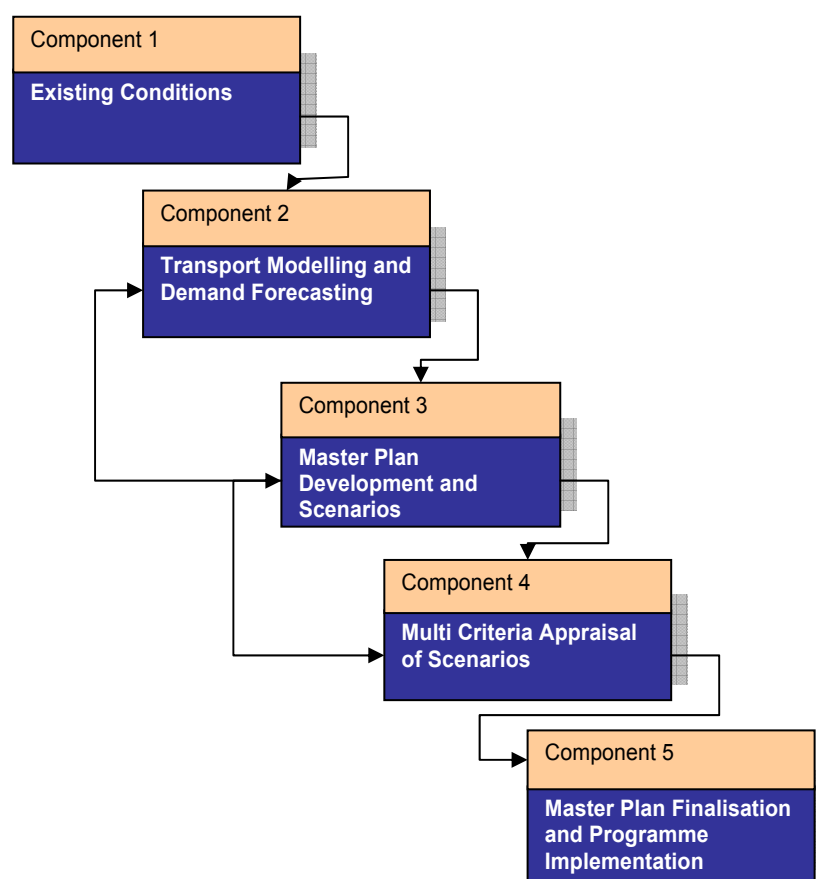 Component 1
Existing Conditions
Component 2
Transport Modelling and
Demand Forecasting
Component 3
Master Plan
Development and
Scenarios
Component 4
Multi Criteria Appraisal
of Scenarios
Component 5
Master Plan Finalisation
and Programme
Implementation